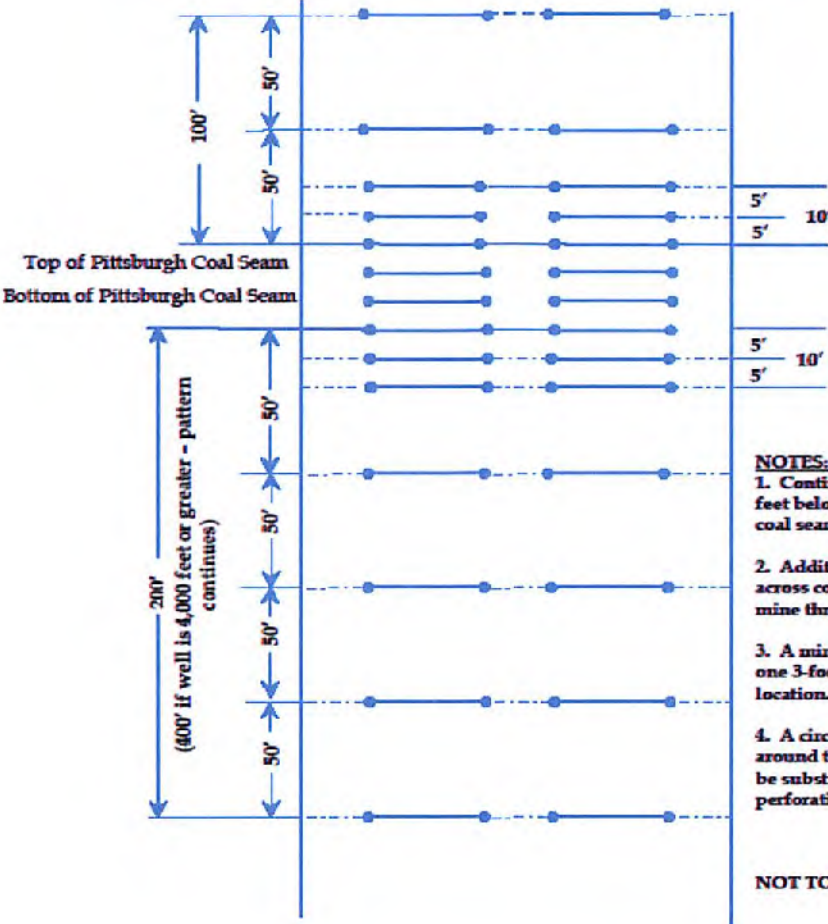 100'
50'
50'
5'
10'
5'
Top of Pittsburgh Coal Seam
Bottom of Pittsburgh Coal Seam
5'
10'
5'
200'
(400' if well is 4,000 feet or greater - pattern
continues)
50'
50'
50'
50'
NOTES:
1. Conti
feet belo
coal sear
2. Addit
across co
mine thr
3. A min
one 3-foo
location.
4. A circ
around t
be subst
perforati
NOT TO